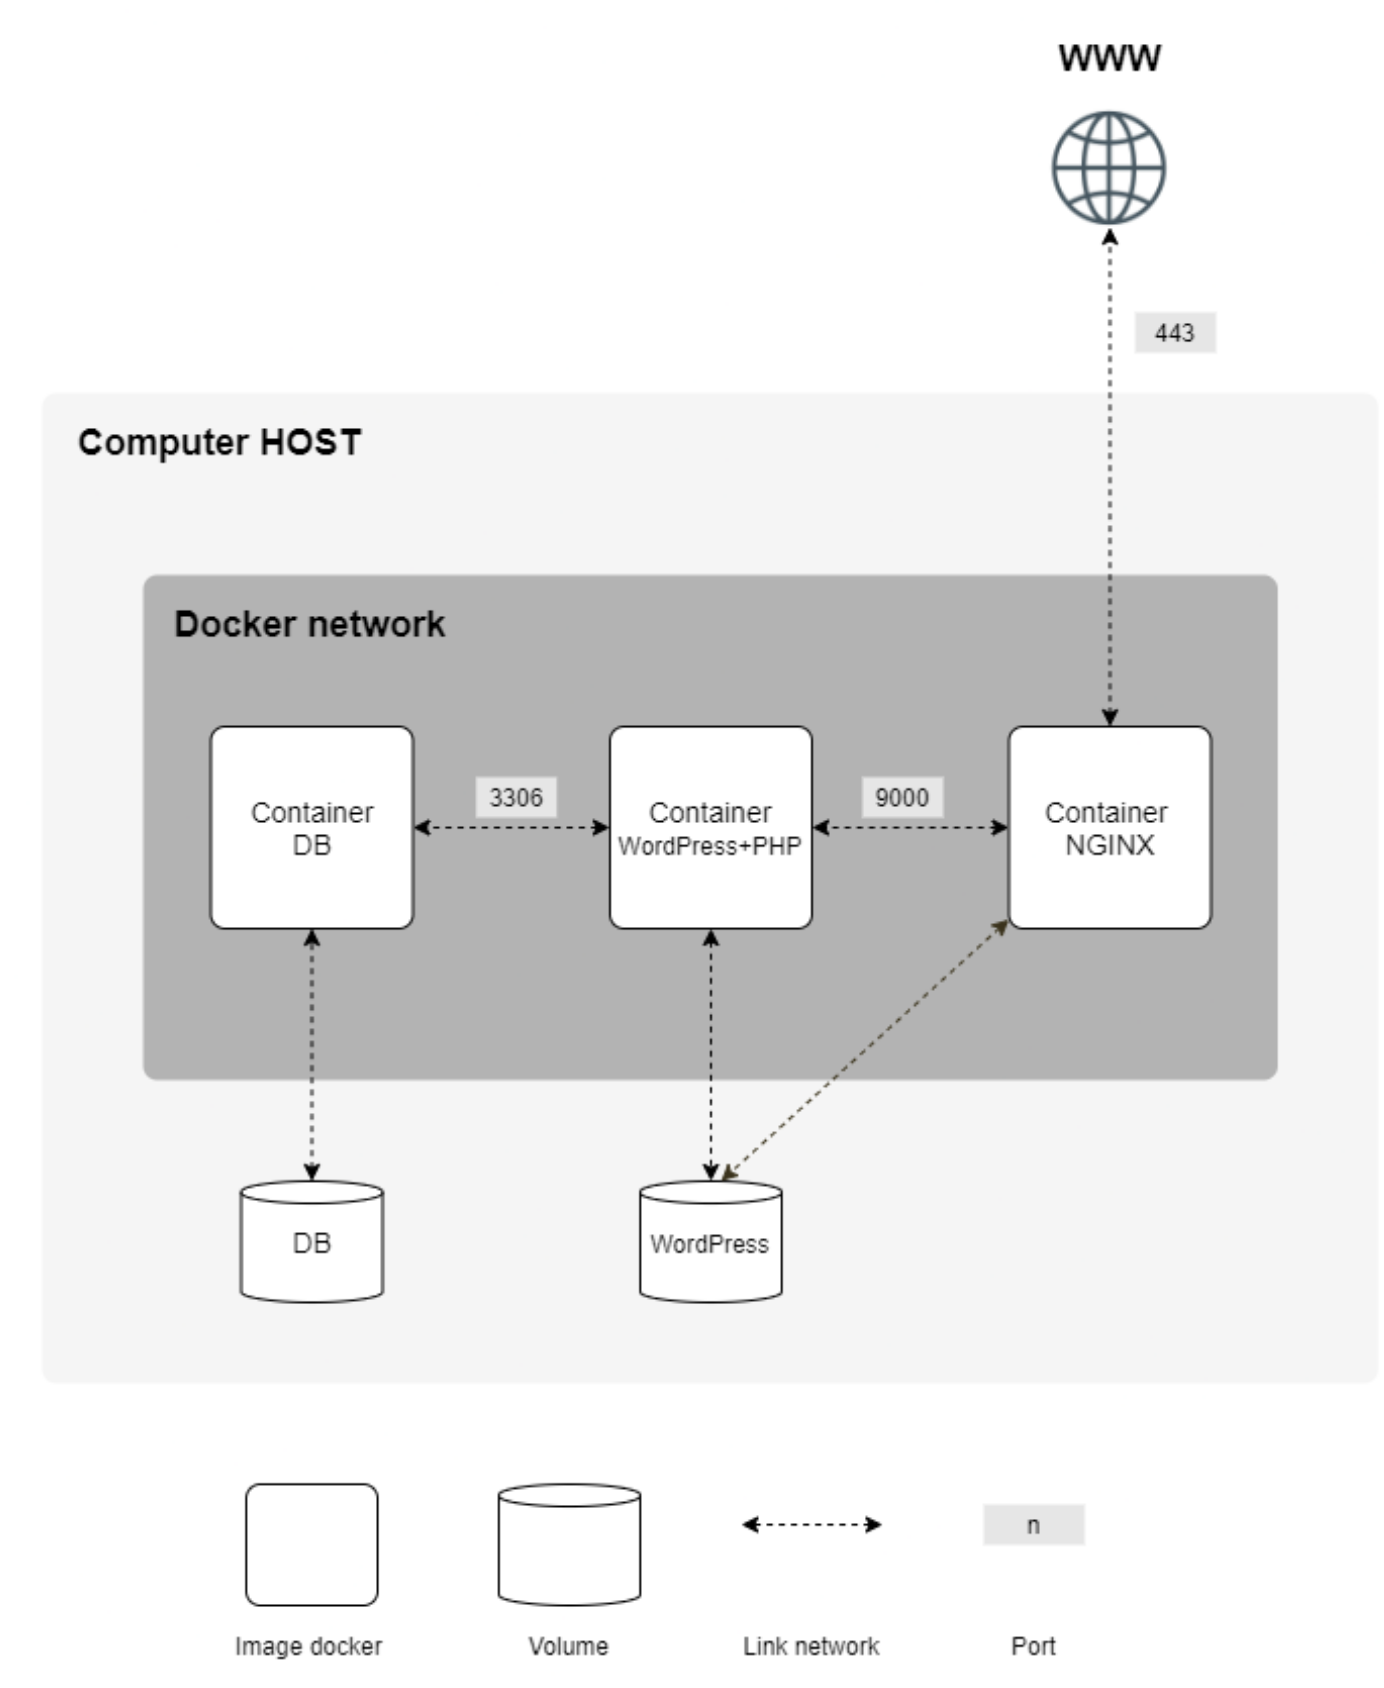 WWW
443
Computer HOST
Docker network
Container
DB
3306
Container
WordPress+PHP
9000
Container
NGINX
DB
WordPress
n
Image docker
Volume
Link network
Port